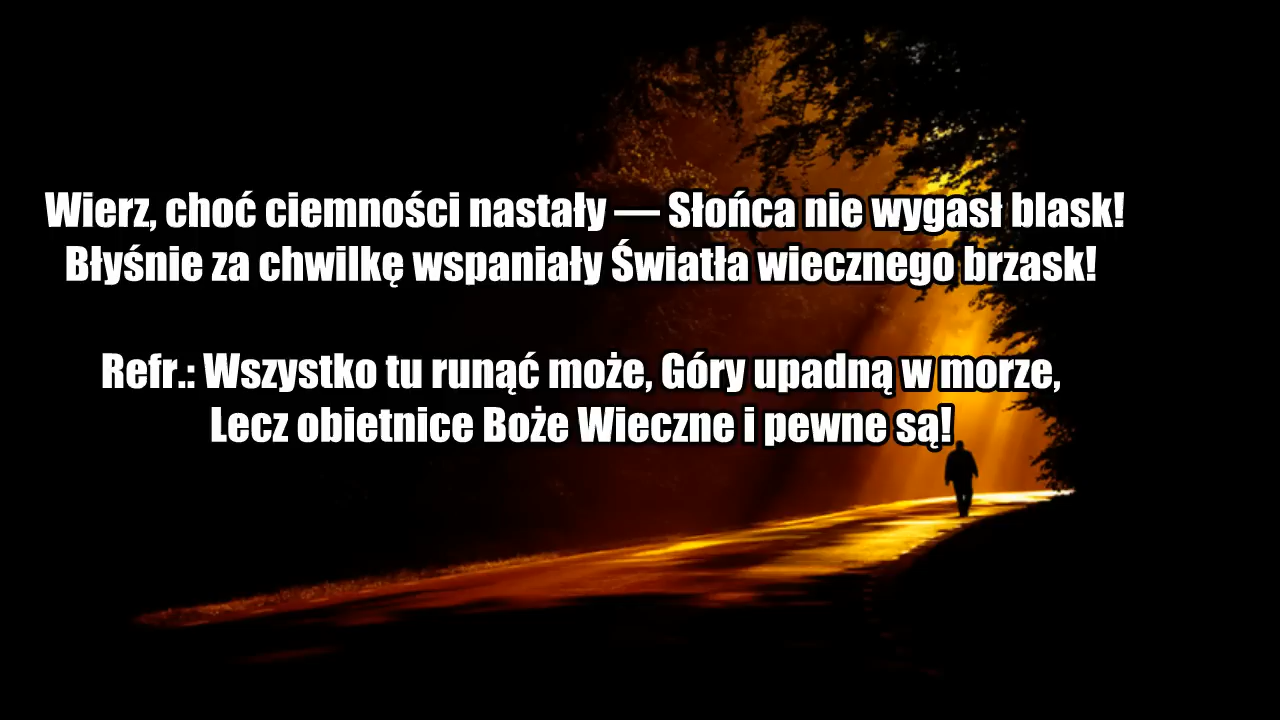 Wierz, choć ciemności nastały — Słońca nie wygasł blask!
Błyśnie za chwilkę wspaniały Światła wiecznego brzask!
Refr.: Wszystko tu runąć może, Góry upadną w morze,
Lecz obietnice Boże Wieczne i pewne są!